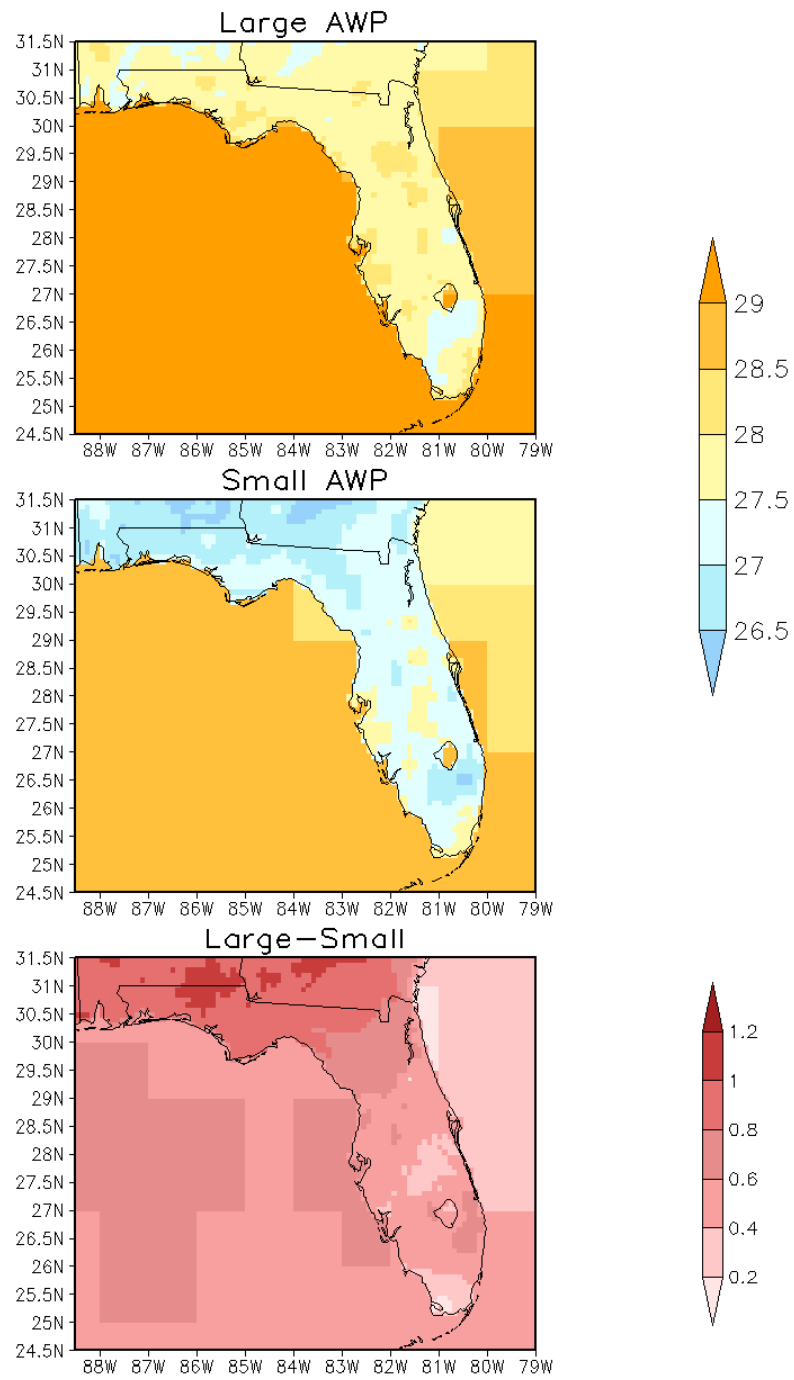 Large AWP
31.5N
31N
30.5N
30N
29.5N
29N
28.5N
28N
27.5N
27N
26.5N
26N
25.5N
25N
24.5N
88W 87W 86W 85W 84W 83W 82W 81W 80W 79W
29
28.5
28
27.5
27
26.5
Small AWP
31.5N
31N
30.5N
30N
29.5N
29N
28.5N
28N
27.5N
27N
26.5N
26N
25.5N
25N
24.5N
88W 87W 86W 85W 84W 83W 82W 81W 80W 79W
Large−Small
31.5N
31N
30.5N
30N
29.5N
29N
28.5N
28N
27.5N
27N
26.5N
26N
25.5N
25N
24.5N
88W 87W 86W 85W 84W 83W 82W 81W 80W 79W
1.2
1
0.8
0.6
0.4
0.2